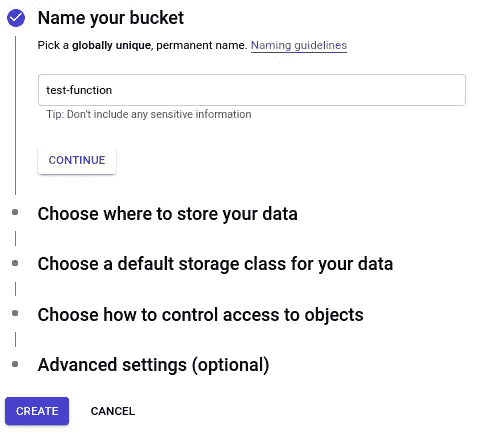 Name your bucket
Pick a globally unique, permanent name. Naming guidelines
test-function
Tip: Don't include any sensitive information
CONTINUE
Choose where to store your data
Choose a default storage class for your data
Choose how to control access to objects
Advanced settings (optional)
CREATE CANCEL